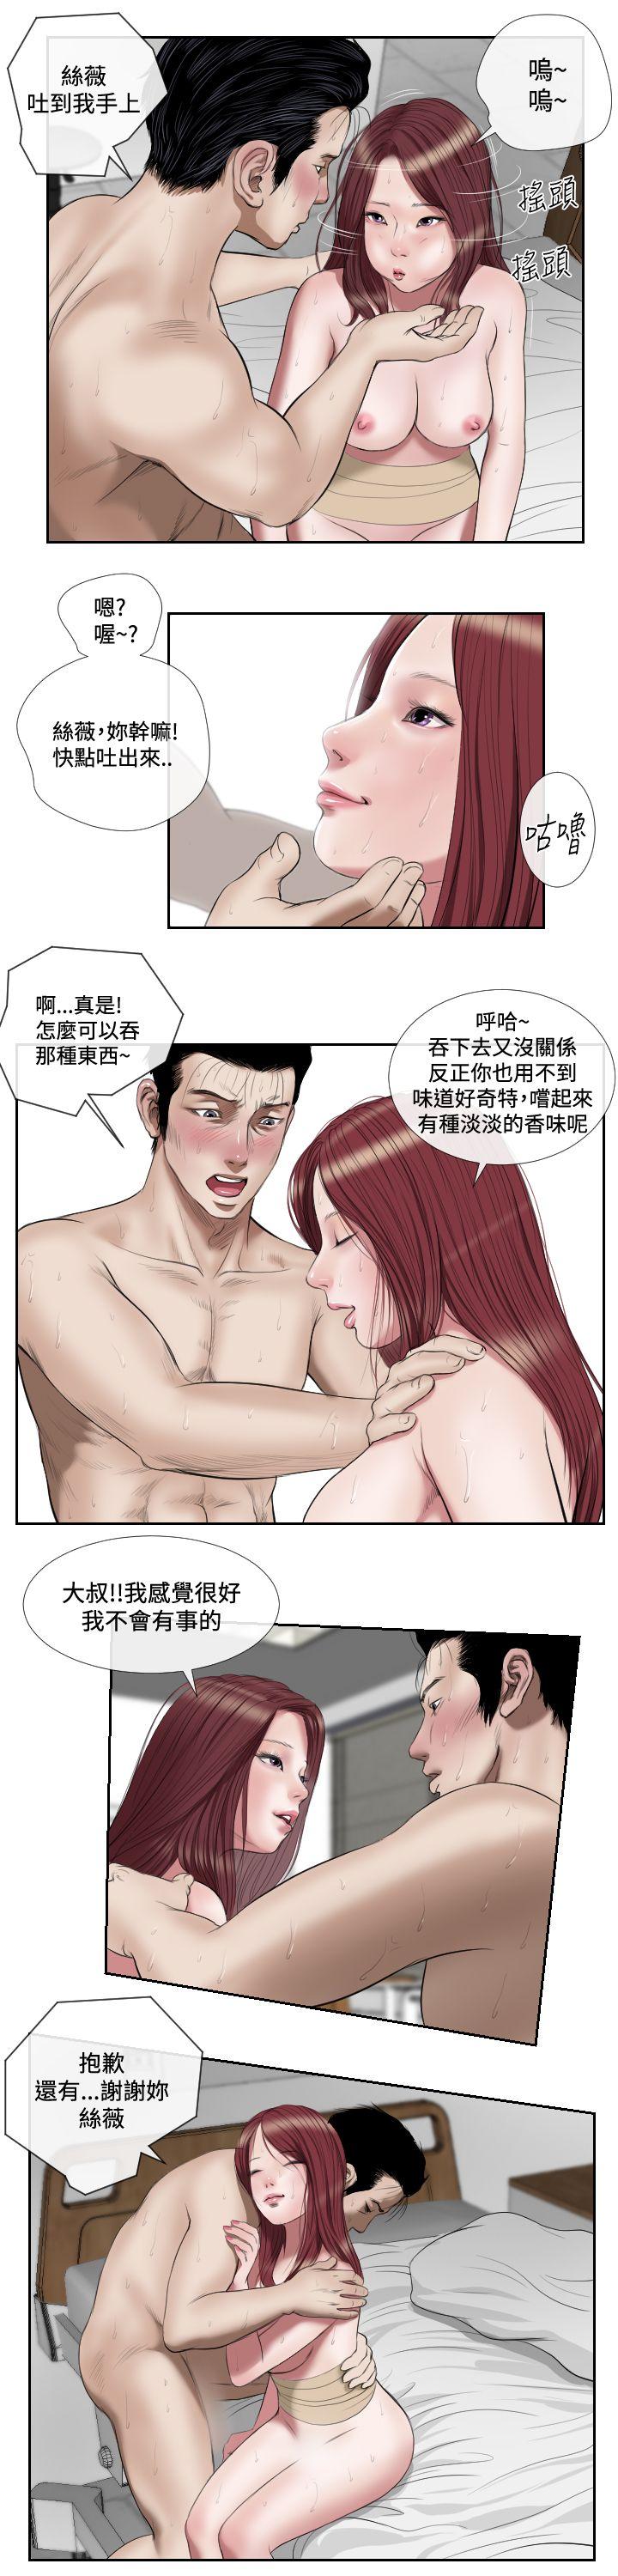 絲薇
吐到我手上
嗚~
嗚~
搖頭
搖頭
嗯?
喔~?
絲薇,妳幹嘛!
快點吐出來..
咕嚕
啊...真是!
怎麼可以吞
那種東西~
呼哈~
吞下去又沒關係
反正你也用不到
味道好奇特,嚐起來
有種淡淡的香味呢
大叔!!我感覺很好
我不會有事的
抱歉
還有...謝謝妳
絲薇